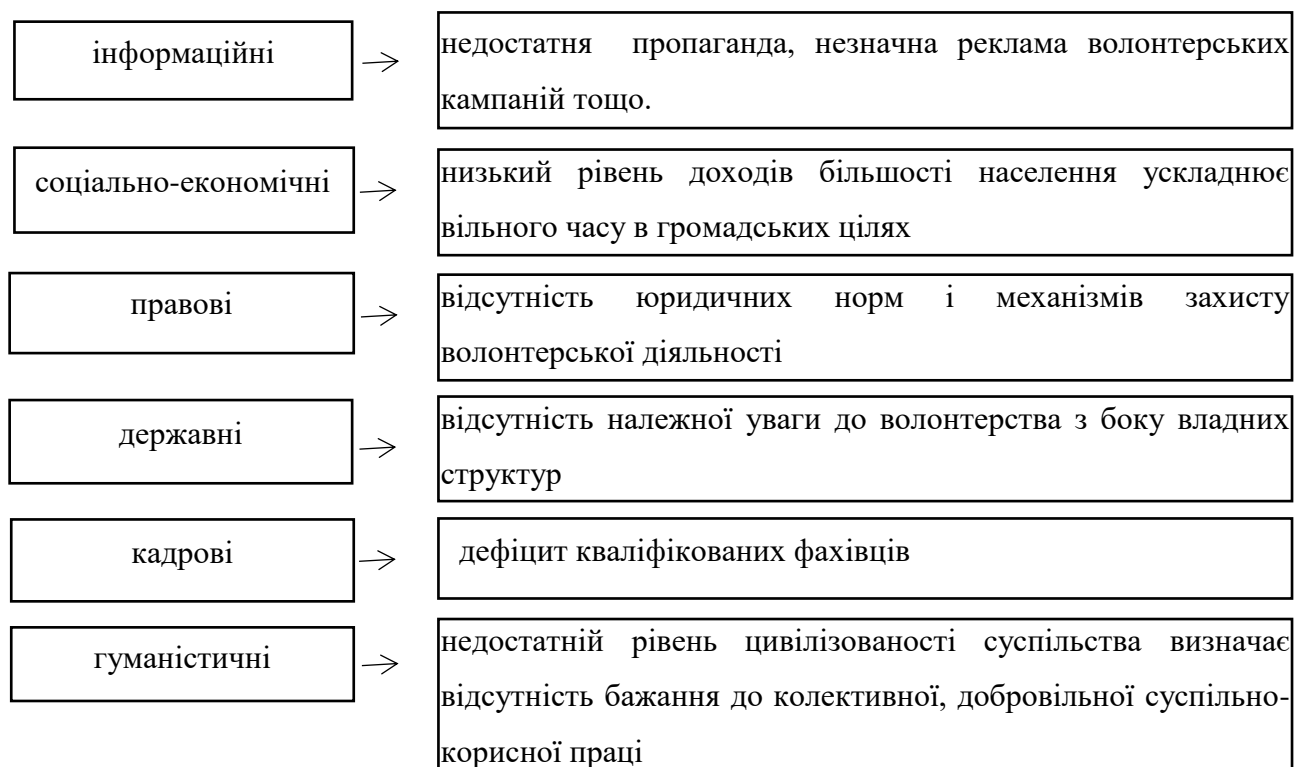 інформаційні
недостатня пропаганда, незначна реклама волонтерських
кампаній тощо.
соціально-економічні
низький рівень доходів більшості населення ускладнює
вільного часу в громадських цілях
правові
відсутність юридичних норм і механізмів захисту
волонтерської діяльності
державні
відсутність належної уваги до волонтерства з боку владних
структур
кадрові
дефіцит кваліфікованих фахівців
гуманістичні
недостатній рівень цивілізованості суспільства визначає
відсутність бажання до колективної, добровільної суспільно-
корисної праці